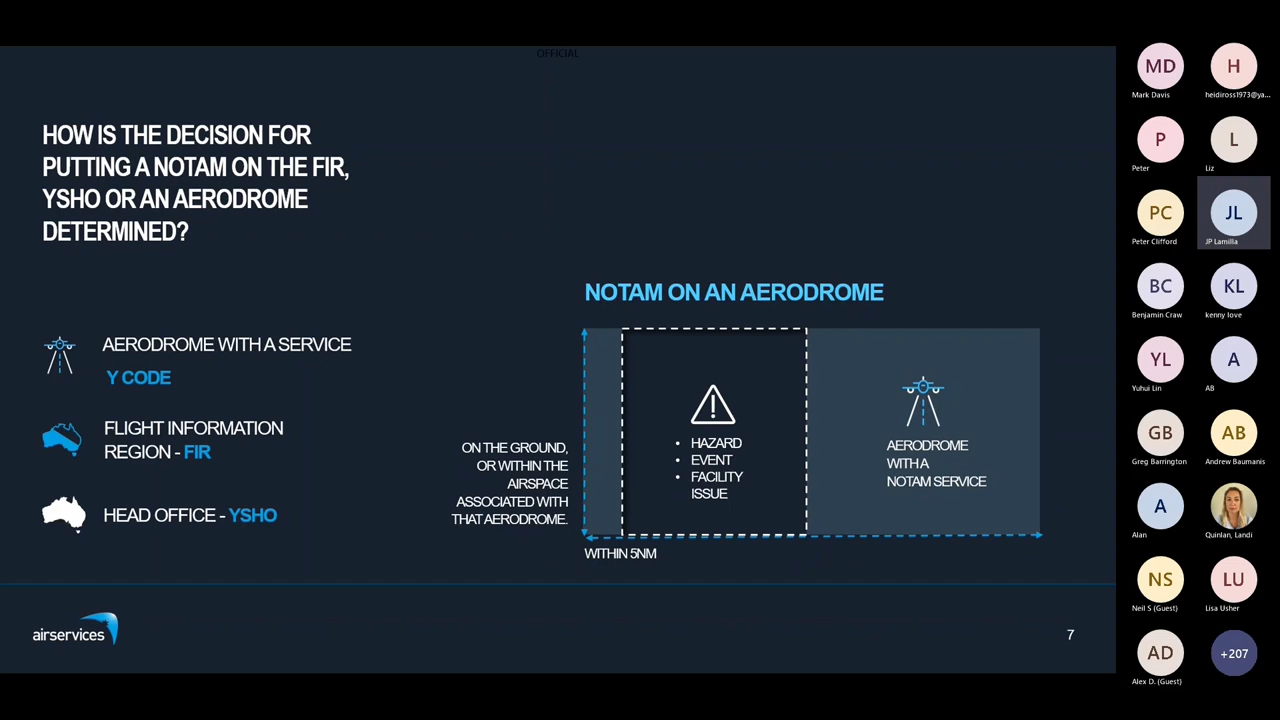 OFFICIAL
HOW IS THE DECISION FOR
PUTTING A NOTAM ON THE FIR,
YSHO OR AN AERODROME
DETERMINED?
AERODROME WITH A SERVICE
Y CODE
FLIGHT INFORMATION
REGION - FIR
HEAD OFFICE - YSHO
NOTAM ON AN AERODROME
ON THE GROUND,
OR WITHIN THE
AIRSPACE
ASSOCIATED WITH
THAT AERODROME.
• HAZARD
• EVENT
• FACILITY
ISSUE
AERODROME
WITH A
NOTAM SERVICE
WITHIN 5NM
airservices
7
MD
Mark Davis
H
heidiross1973@ya...
P
Peter
L
Liz
PC
Peter Clifford
JL
JP Lamilla
BC
Benjamin Craw
KL
kenny love
YL
Yuhui Lin
A
AB
GB
Greg Barrington
AB
Andrew Baumanis
A
Alan
Quinlan, Landi
NS
Neil S (Guest)
LU
Lisa Usher
AD
Alex D. (Guest)
+207